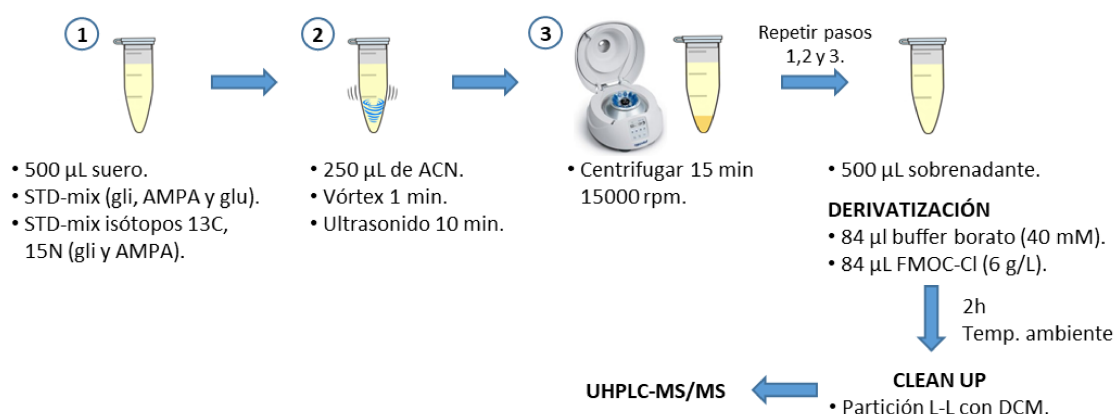 1
• 500 µL suero.
• STD-mix (gli, AMPA y glu).
• STD-mix isótopos 13C,
15N (gli y AMPA).
2
• 250 µL de ACN.
• Vórtex 1 min.
• Ultrasonido 10 min.
3
• Centrifugar 15 min
15000 rpm.
Repetir pasos
1,2 y 3.
• 500 µL sobrenadante.
DERIVATIZACIÓN
• 84 µl buffer borato (40 mM).
• 84 µL FMOC-Cl (6 g/L).
2h
Temp. ambiente
CLEAN UP
• Partición L-L con DCM.
UHPLC-MS/MS